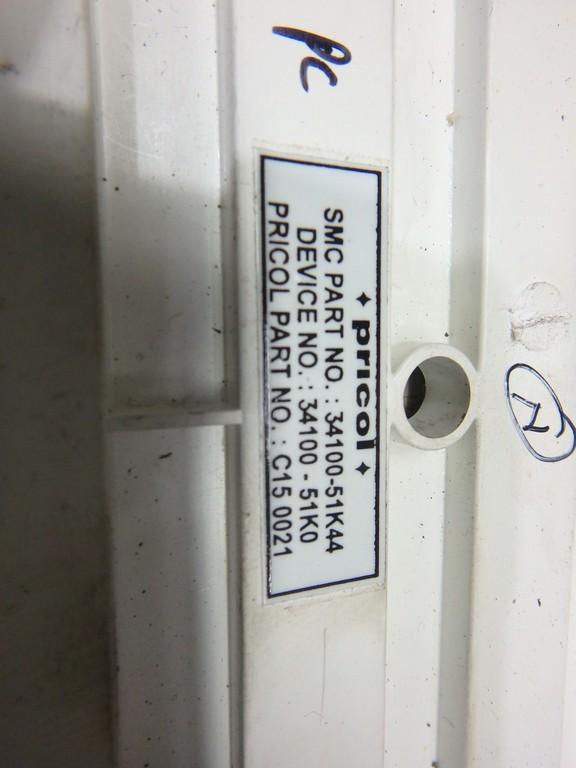 PC
pricol
SMC PART NO. : 34100-51K44
DEVICE NO. : 34100 - 51K0
PRICOL PART NO. : C15 0021